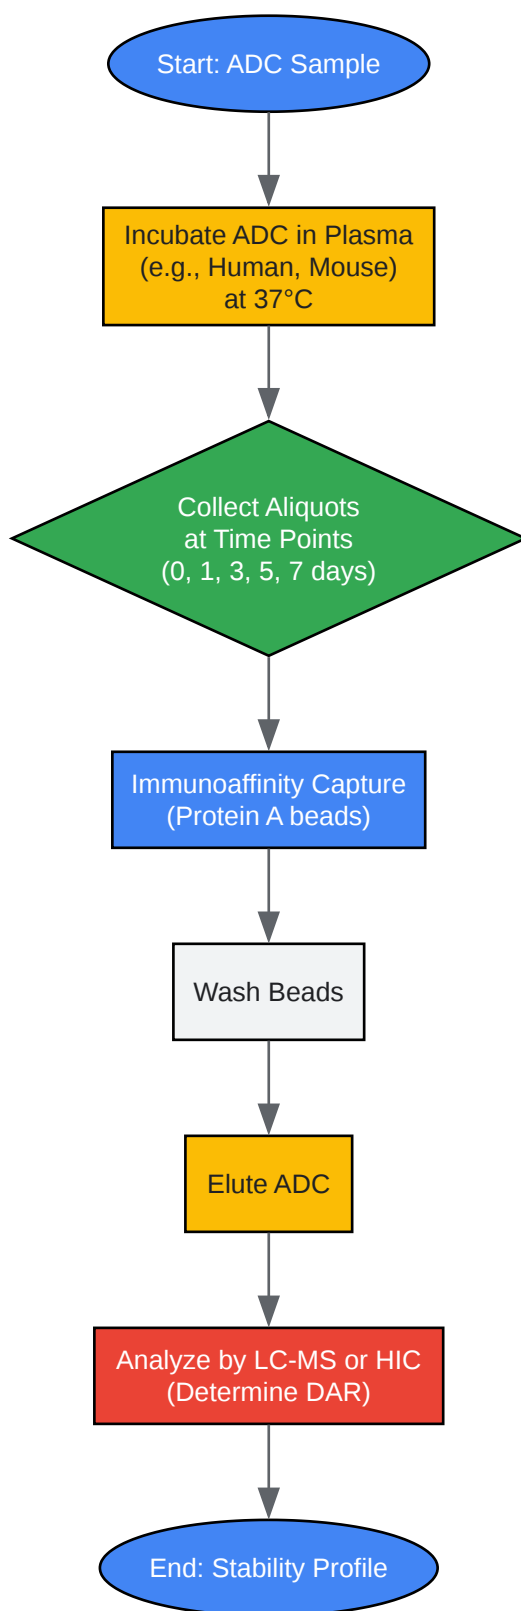 Start: ADC Sample
Incubate ADC in Plasma
(e.g., Human, Mouse)
at 37°C
Collect Aliquots
at Time Points
(0, 1, 3, 5, 7 days)
Immunoaffinity Capture
(Protein A beads)
Wash Beads
Elute ADC
Analyze by LC-MS or HIC
(Determine DAR)
End: Stability Profile